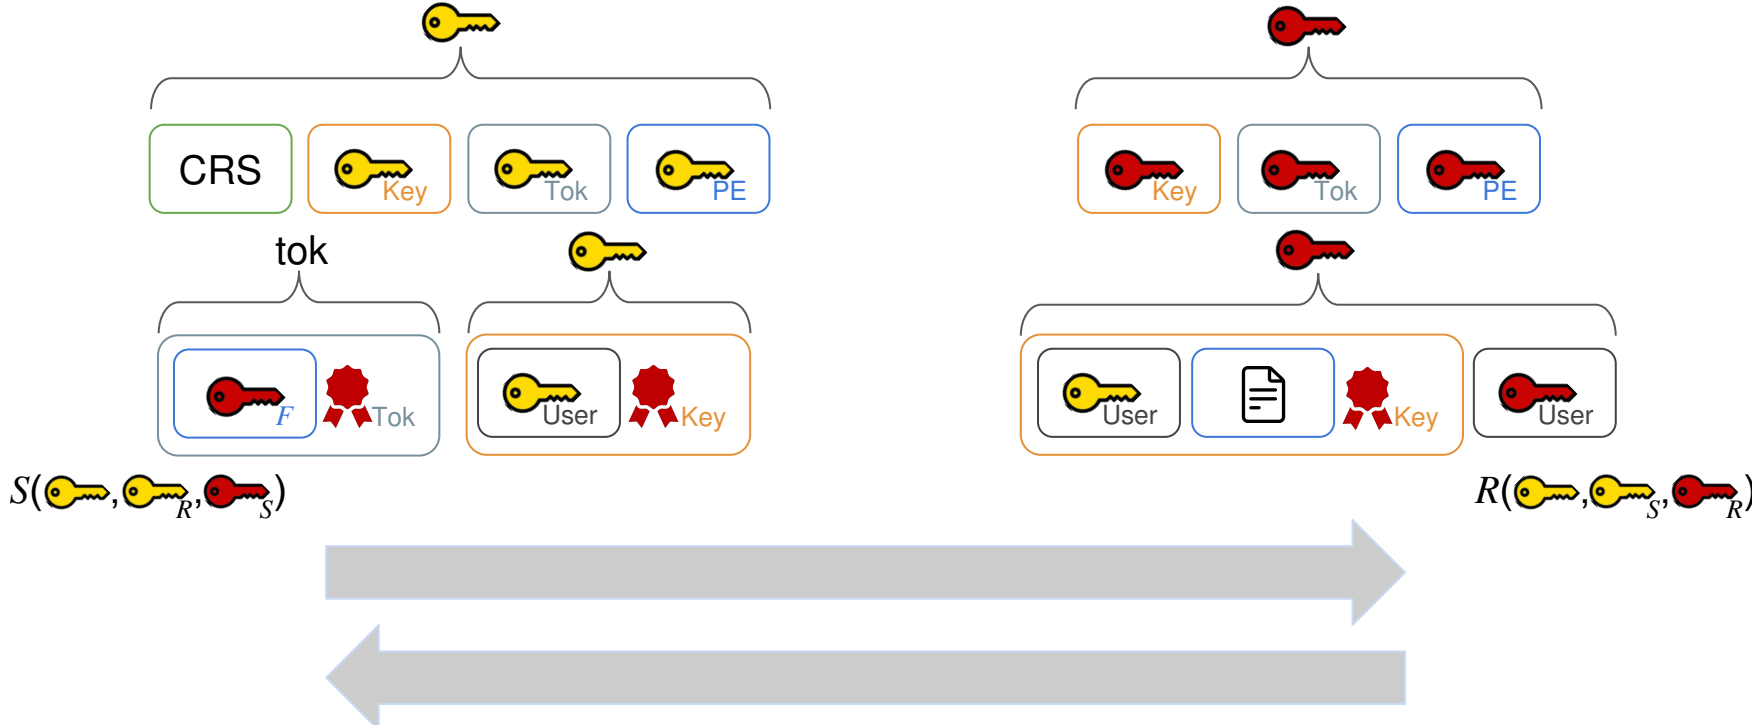 CRS Key Tok PE
Key Tok PE
tok
F Tok User Key
User Key User
S( , R, S)
R( , S, R)